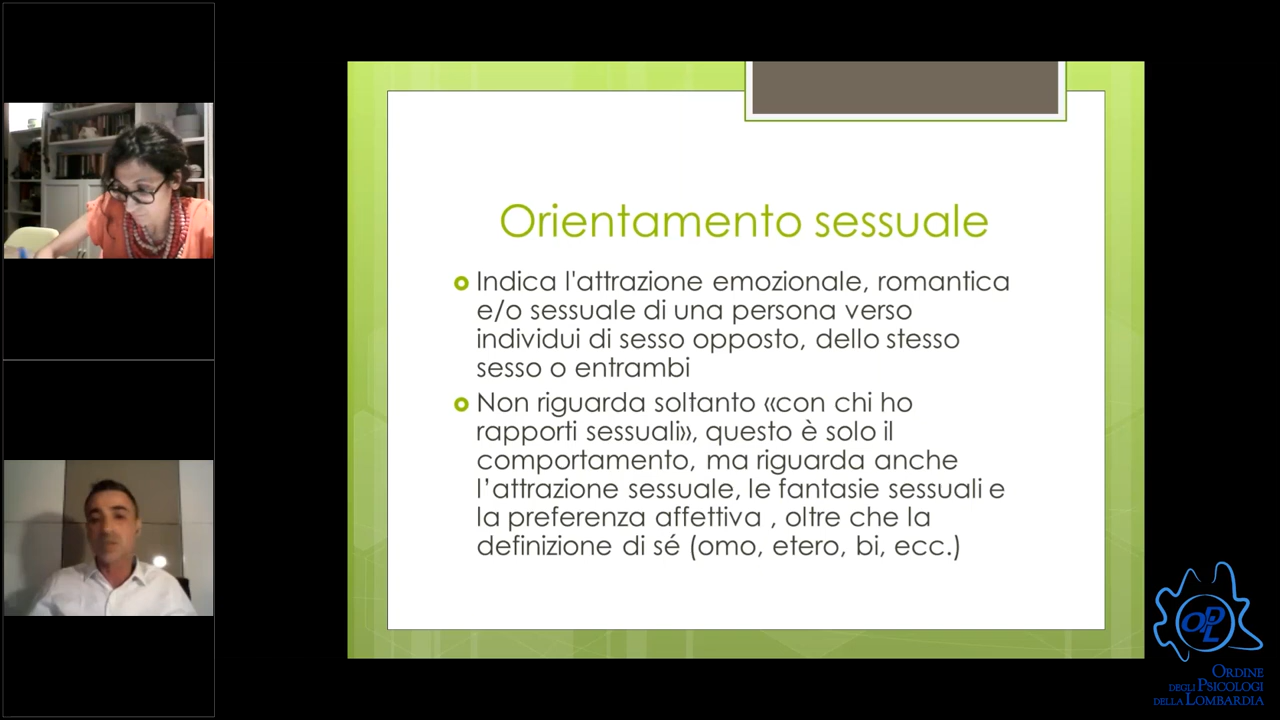 Orientamento sessuale
Indica l'attrazione emozionale, romantica
e/o sessuale di una persona verso
individui di sesso opposto, dello stesso
sesso o entrambi
Non riguarda soltanto «con chi ho
rapporti sessuali», questo è solo il
comportamento, ma riguarda anche
l’attrazione sessuale, le fantasie sessuali e
la preferenza affettiva , oltre che la
definizione di sé (omo, etero, bi, ecc.)
OPL
ORDINE
DEGLI PSICOLOGI
DELLA LOMBARDIA